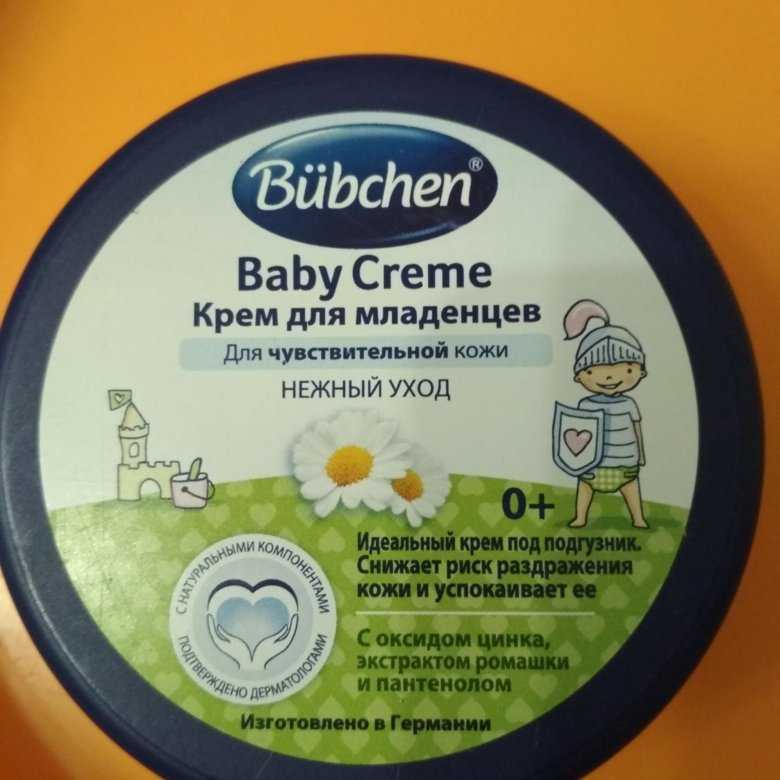 Bübchen®
Baby Creme
Крем для младенцев
Для чувствительной кожи
НЕЖНЫЙ УХОД
0+
Идеальный крем под подгузник.
Снижает риск раздражения
кожи и успокаивает ее
С оксидом цинка,
экстрактом ромашки
и пантенолом
С НАТУРАЛЬНЫМИ КОМПОНЕНТАМИ
ПОДТВЕРЖДЕНО ДЕРМАТОЛОГАМИ
Изготовлено в Германии